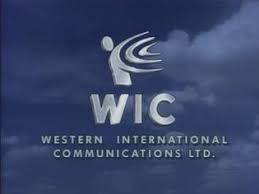 WIC
WESTERN INTERNATIONAL
COMMUNICATIONS LTD.